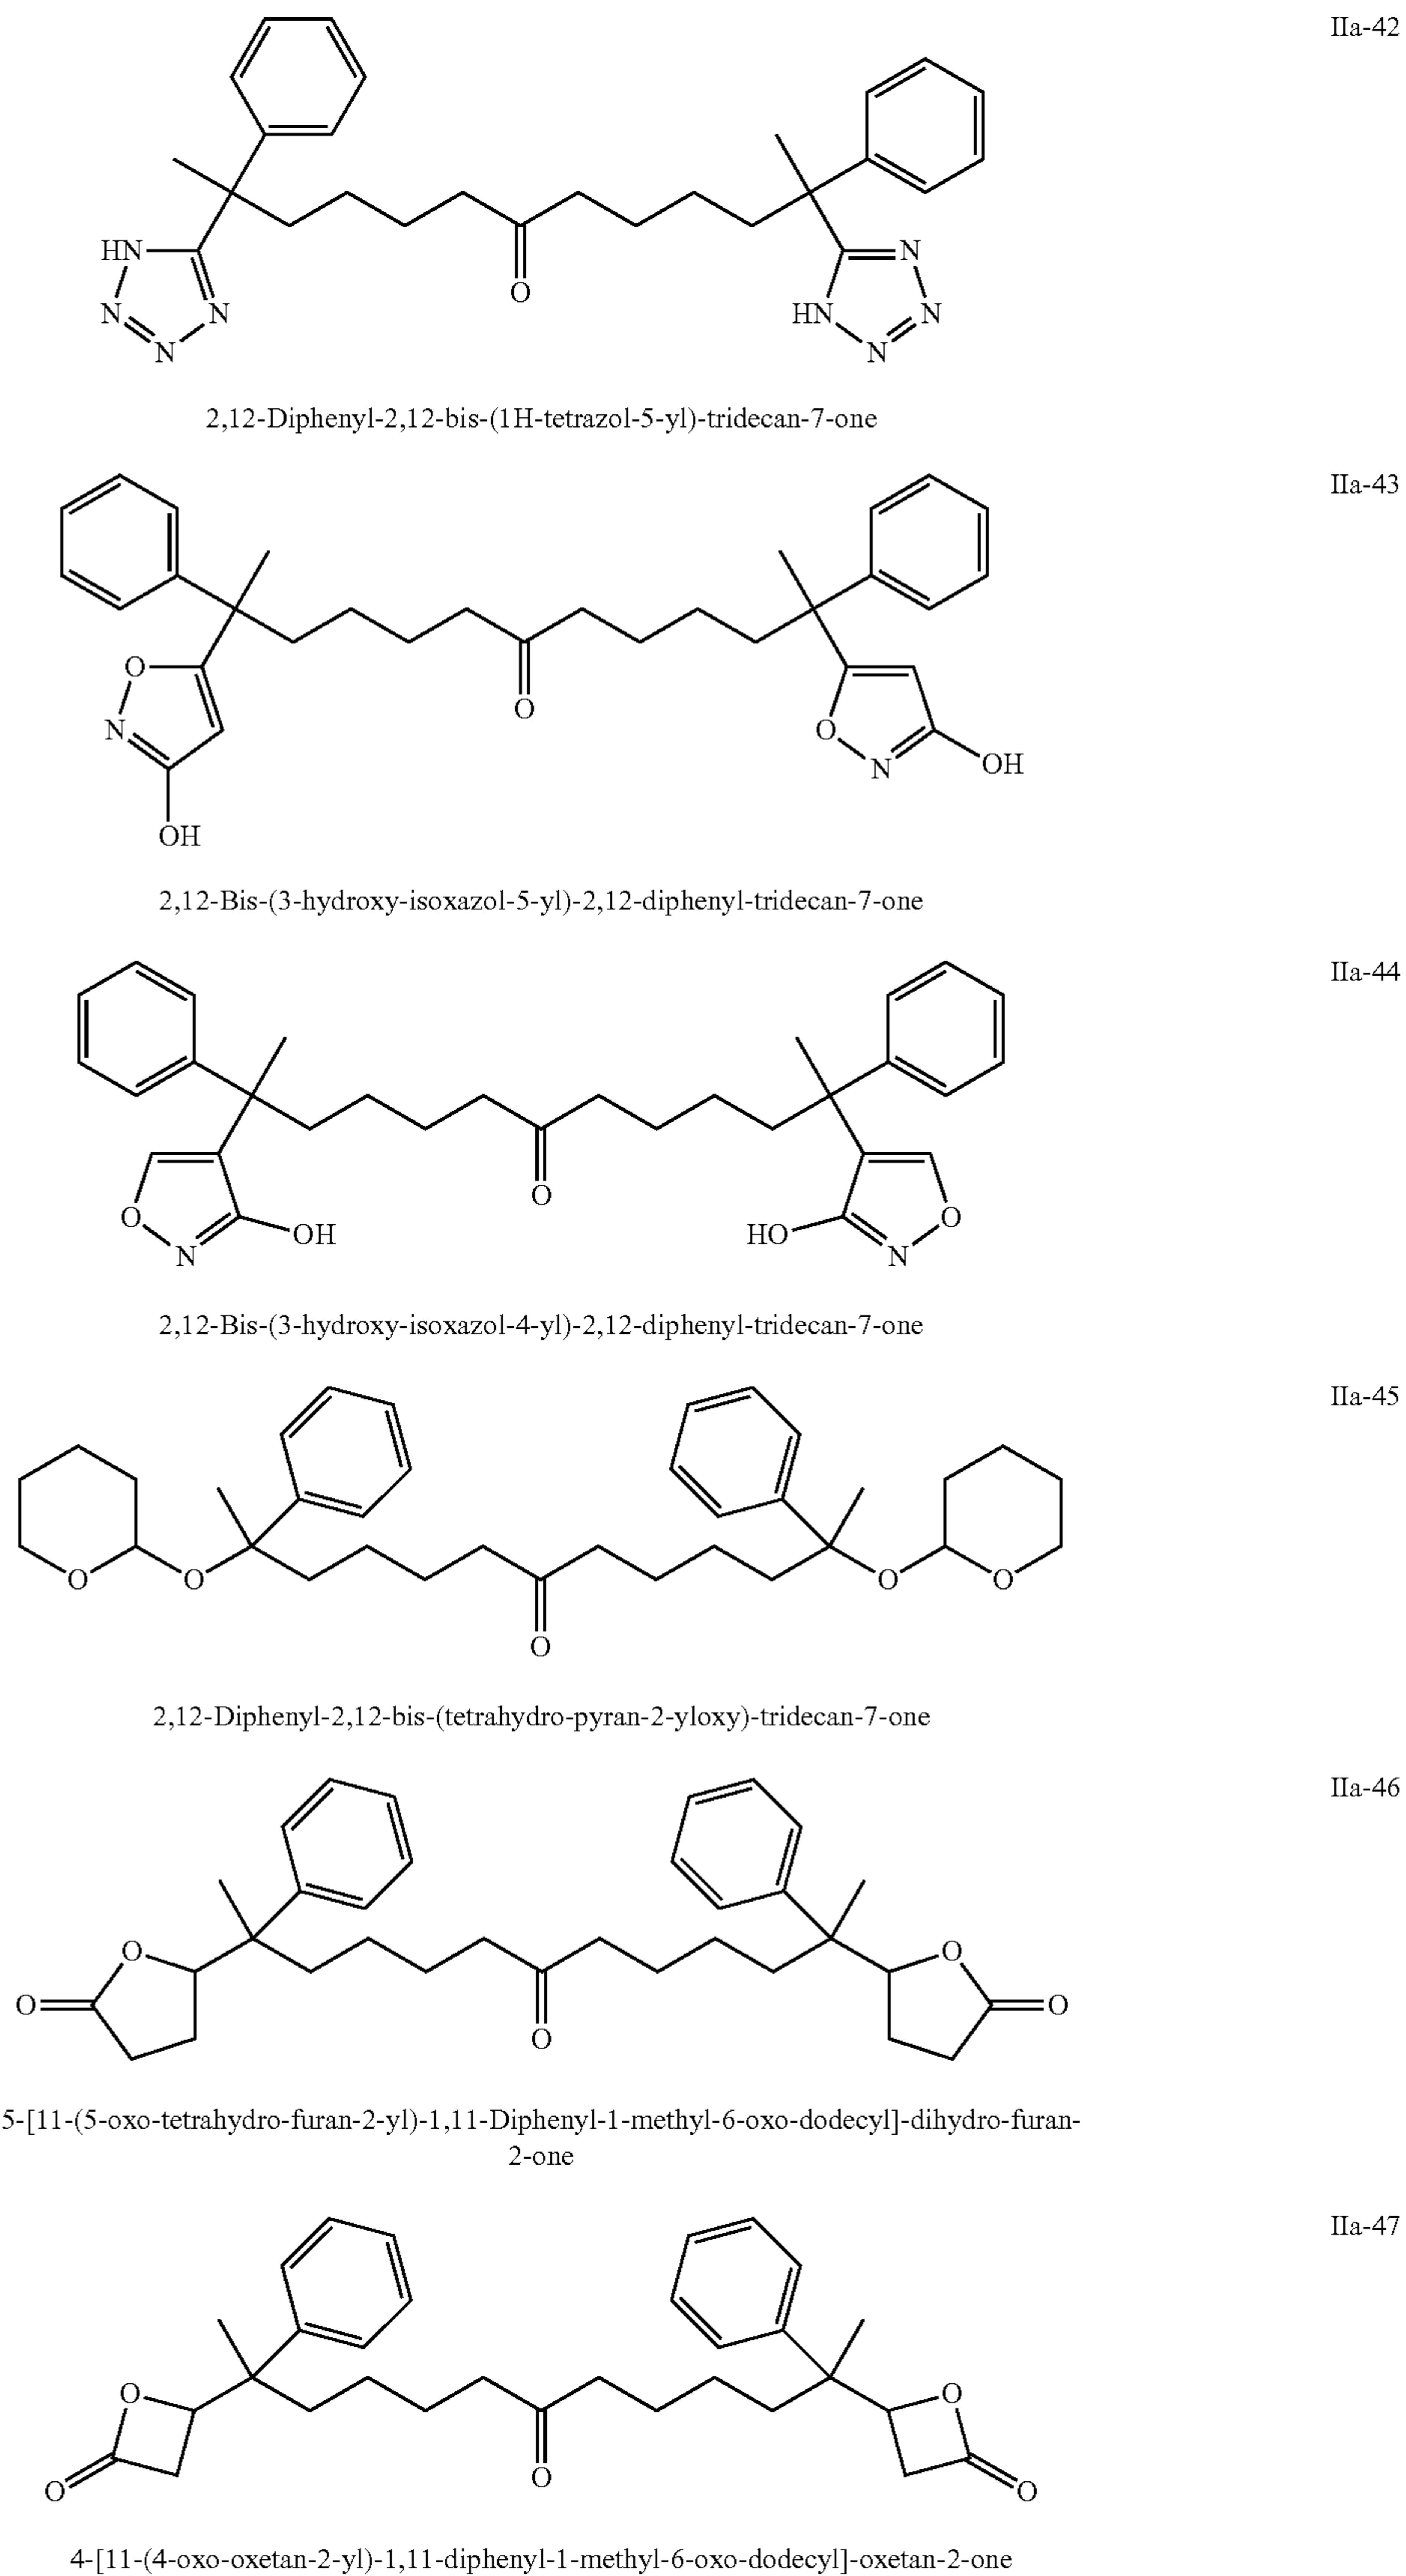 IIa-42
HN
N
N
N
O
N
HN
N
N
2,12-Diphenyl-2,12-bis-(1H-tetrazol-5-yl)-tridecan-7-one
IIa-43
O
N
OH
O
O
N
OH
2,12-Bis-(3-hydroxy-isoxazol-5-yl)-2,12-diphenyl-tridecan-7-one
IIa-44
O
N
OH
O
HO
N
O
2,12-Bis-(3-hydroxy-isoxazol-4-yl)-2,12-diphenyl-tridecan-7-one
IIa-45
O
O
O
O
O
2,12-Diphenyl-2,12-bis-(tetrahydro-pyran-2-yloxy)-tridecan-7-one
IIa-46
O
O
O
O
O
5-[11-(5-oxo-tetrahydro-furan-2-yl)-1,11-Diphenyl-1-methyl-6-oxo-dodecyl]-dihydro-furan-
2-one
IIa-47
O
O
O
O
O
4-[11-(4-oxo-oxetan-2-yl)-1,11-diphenyl-1-methyl-6-oxo-dodecyl]-oxetan-2-one